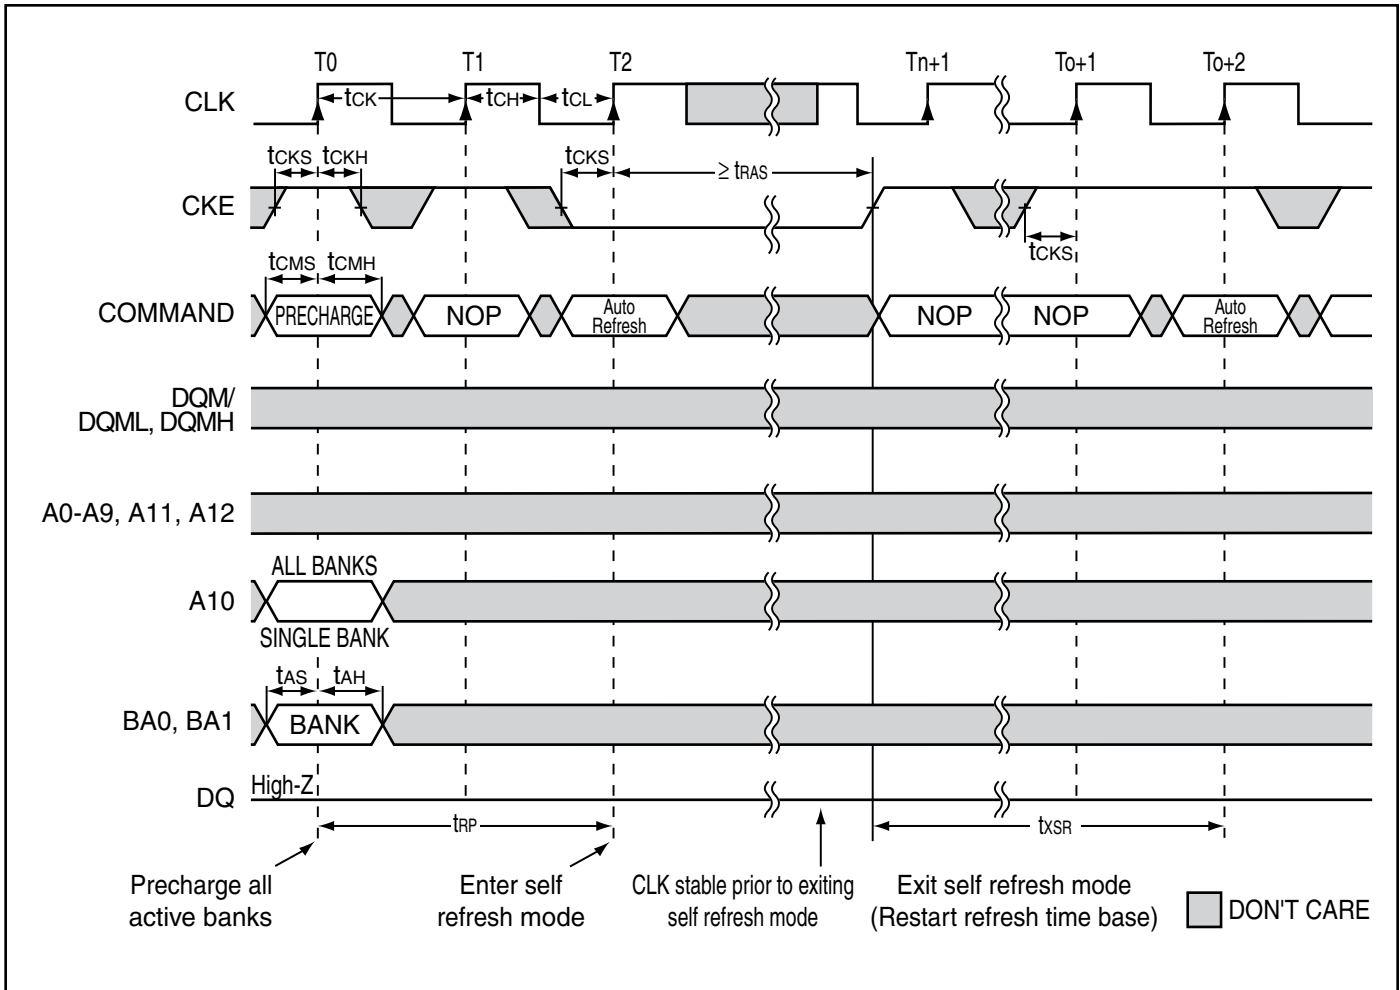 T0 T1 T2 Tn+1 To+1 To+2
CLK tCK tCH tCL
tCKS tCKH tCKS ≥ tRAS
CKE
tCKS
tCMS tCMH
COMMAND PRECHARGE NOP Auto Refresh NOP NOP Auto Refresh
DQM/
DQML, DQMH
A0-A9, A11, A12
ALL BANKS
A10
SINGLE BANK
tAS tAH
BA0, BA1 BANK
DQ High-Z
tRP tXSR
Precharge all
active banks
Enter self
refresh mode
CLK stable prior to exiting
self refresh mode
Exit self refresh mode
(Restart refresh time base)
DON'T CARE